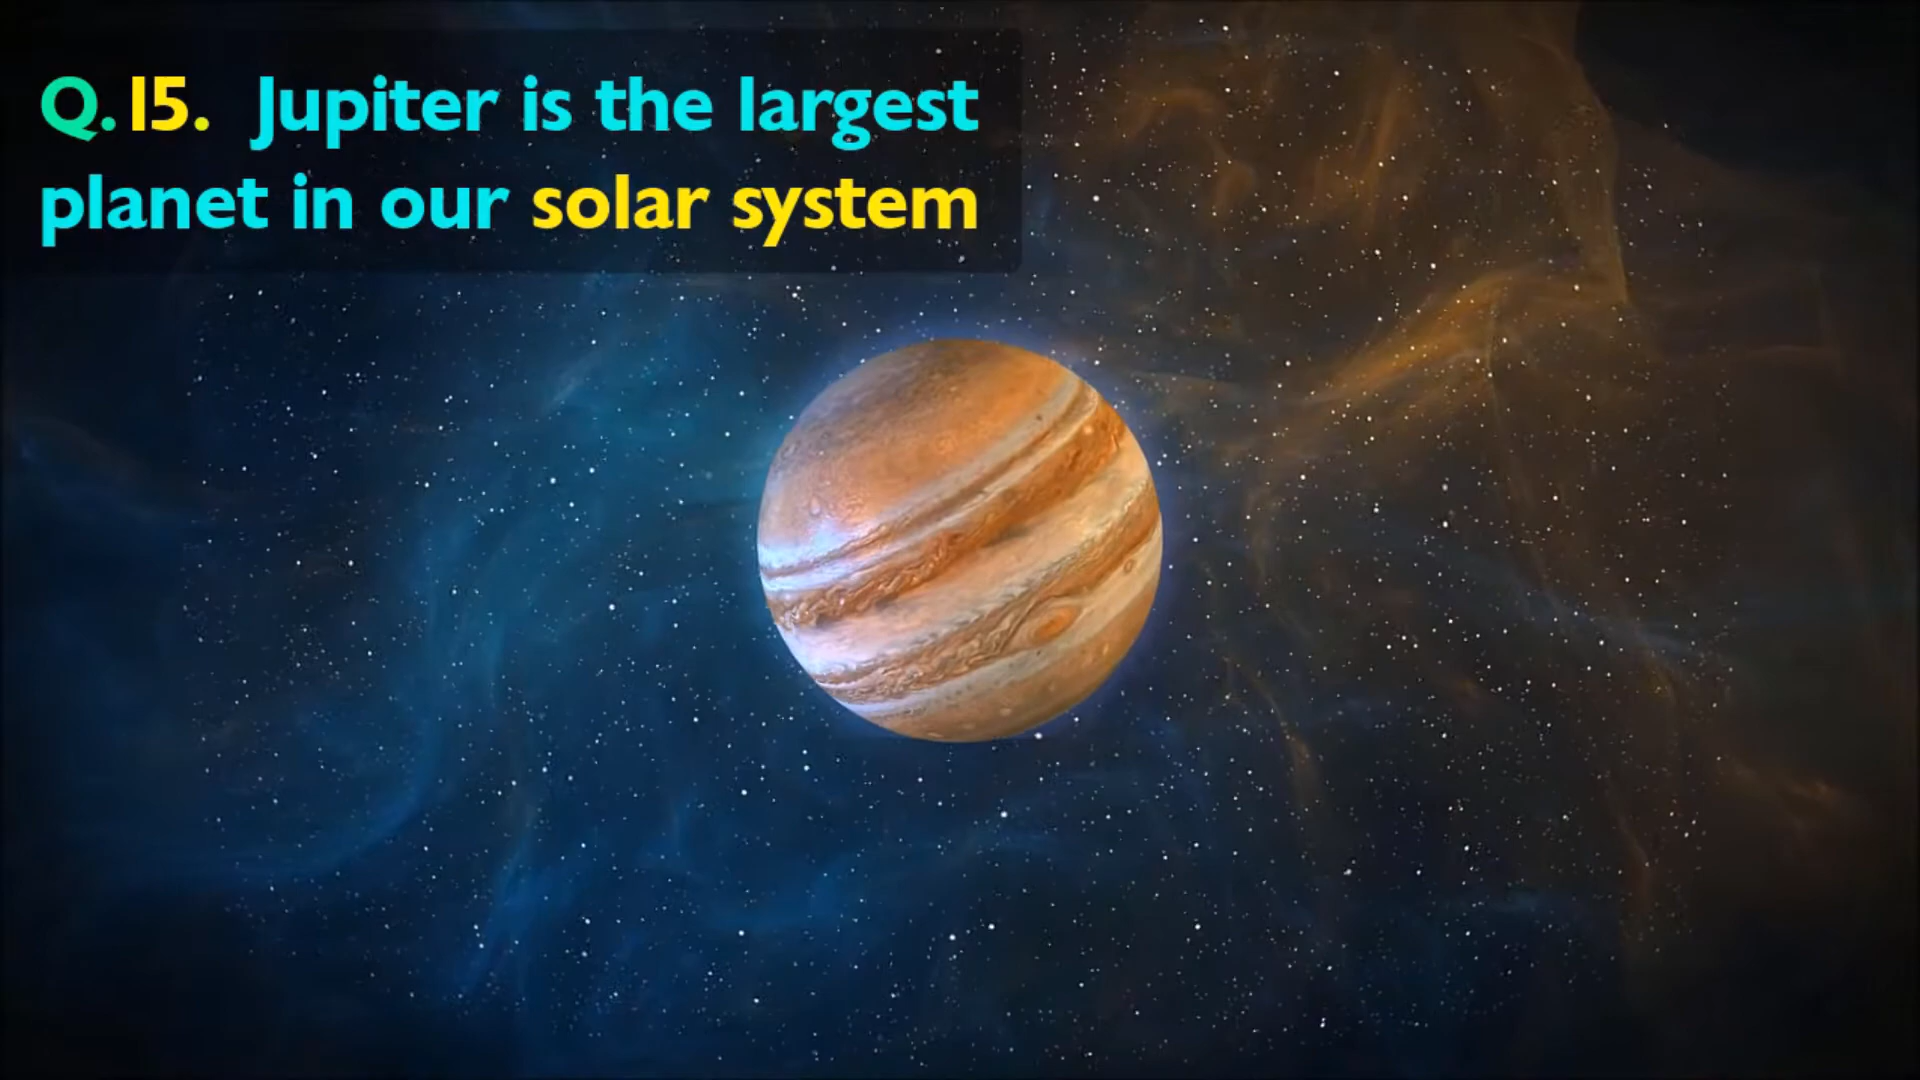 Q.15. Jupiter is the largest
planet in our solar system